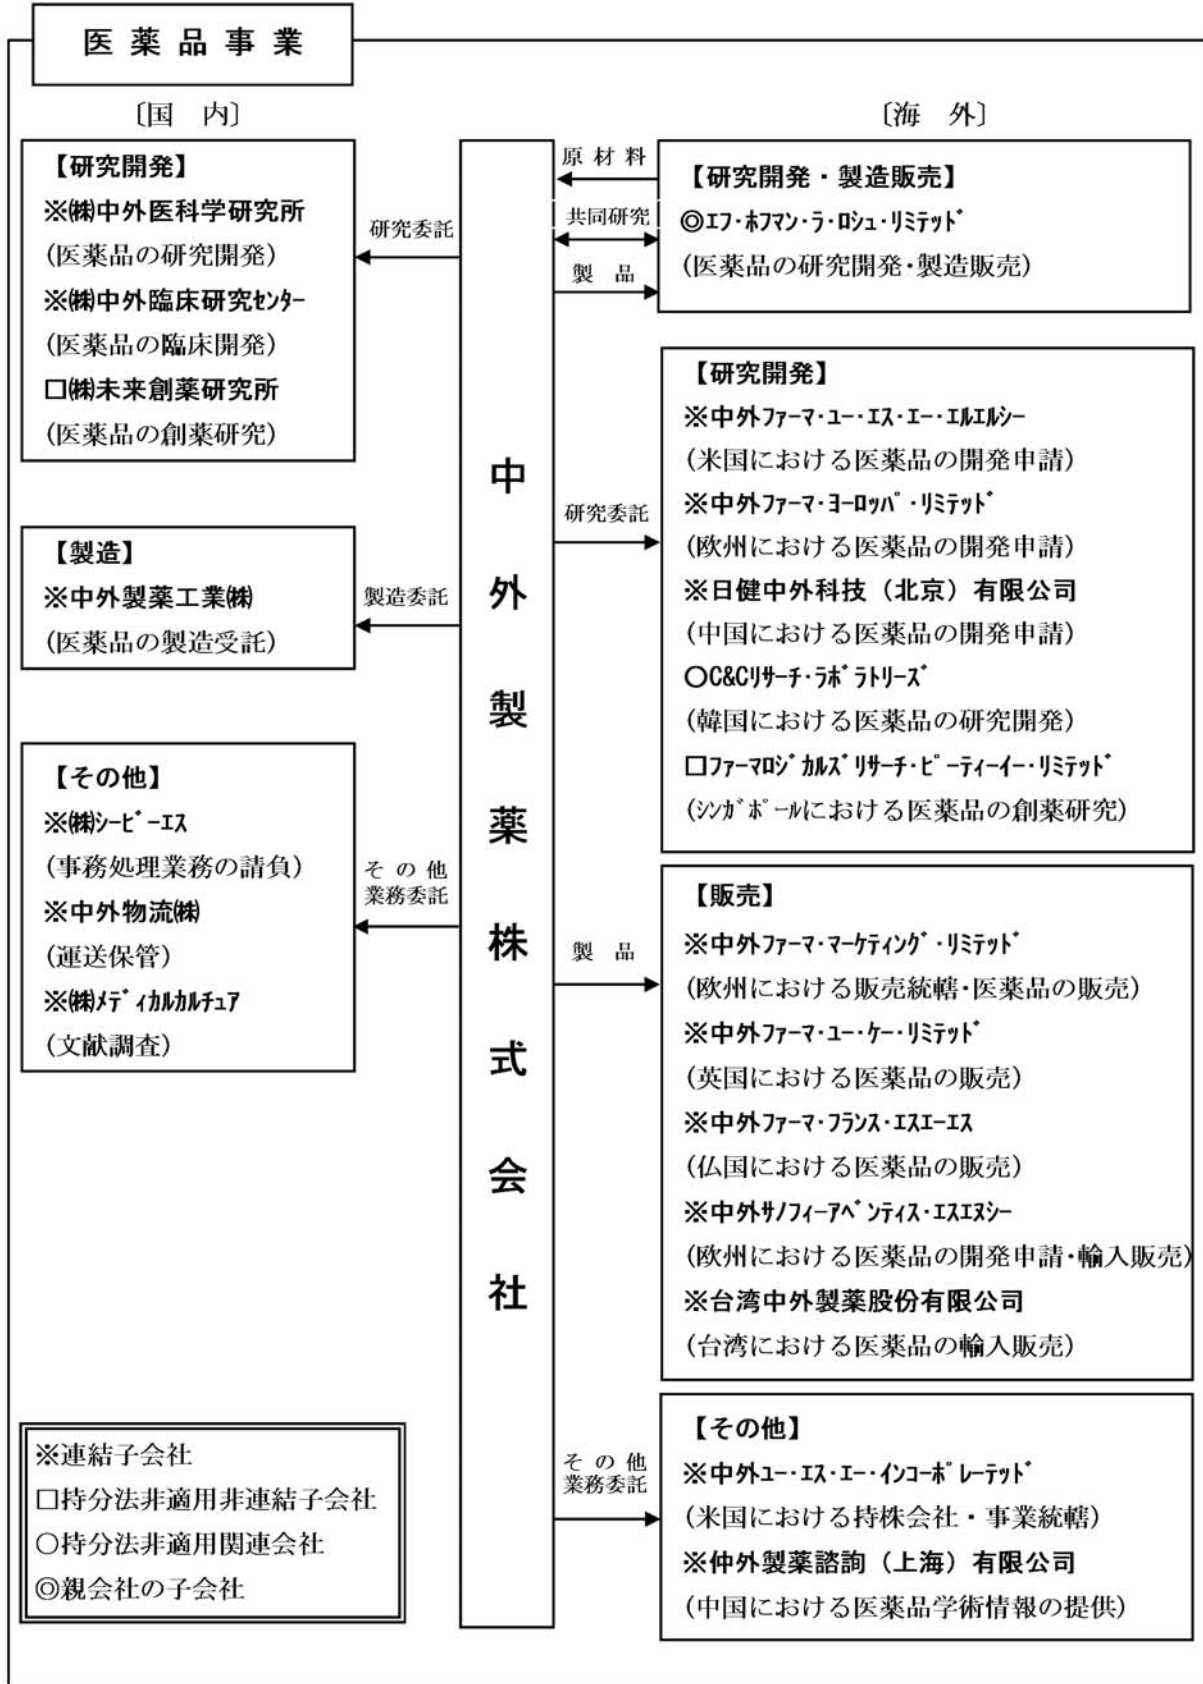 医薬品事業
〔国 内〕
【研究開発】
※㈱中外医科学研究所
(医薬品の研究開発)
※㈱中外臨床研究ｾﾝﾀｰ
(医薬品の臨床開発)
□㈱未来創薬研究所
(医薬品の創薬研究)
研究委託
【製造】
※中外製薬工業㈱
(医薬品の製造受託)
製造委託
【その他】
※㈱ｼｰﾋﾞｰｴｽ
(事務処理業務の請負)
※中外物流㈱
(運送保管)
※㈱ﾒﾃﾞｨｶﾙｶﾙﾁｭｱ
(文献調査)
その他
業務委託
※連結子会社
□持分法非適用非連結子会社
○持分法非適用関連会社
◎親会社の子会社
中外製薬株式会社
〔海 外〕
原材料
共同研究
製 品
【研究開発・製造販売】
◎ｴﾌ･ﾎﾌﾏﾝ･ﾗ･ﾛｼｭ･ﾘﾐﾃｯﾄﾞ
(医薬品の研究開発･製造販売)
研究委託
【研究開発】
※中外ﾌｧｰﾏ･ﾕｰ･ｴｽ･ｴｰ･ｴﾙｴﾙｼｰ
(米国における医薬品の開発申請)
※中外ﾌｧｰﾏ･ﾖｰﾛｯﾊﾟ･ﾘﾐﾃｯﾄﾞ
(欧州における医薬品の開発申請)
※日健中外科技（北京）有限公司
(中国における医薬品の開発申請)
○C&Cﾘｻｰﾁ･ﾗﾎﾞﾗﾄﾘｰｽﾞ
(韓国における医薬品の研究開発)
□ﾌｧｰﾏﾛｼﾞｶﾙｽﾞﾘｻｰﾁ･ﾋﾟｰﾃｨｰｲｰ･ﾘﾐﾃｯﾄﾞ
(ｼﾝｶﾞﾎﾟｰﾙにおける医薬品の創薬研究)
製 品
【販売】
※中外ﾌｧｰﾏ･ﾏｰｹﾃｨﾝｸﾞ･ﾘﾐﾃｯﾄﾞ
(欧州における販売統轄･医薬品の販売)
※中外ﾌｧｰﾏ･ﾕｰ･ｹｰ･ﾘﾐﾃｯﾄﾞ
(英国における医薬品の販売)
※中外ﾌｧｰﾏ･ﾌﾗﾝｽ･ｴｽｴｰｴｽ
(仏国における医薬品の販売)
※中外ｻﾉﾌｨｰｱﾍﾞﾝﾃｨｽ･ｴｽｴﾇｼｰ
(欧州における医薬品の開発申請･輸入販売)
※台湾中外製薬股份有限公司
(台湾における医薬品の輸入販売)
その他
業務委託
【その他】
※中外ﾕｰ･ｴｽ･ｴｰ･ｲﾝｺｰﾎﾟﾚｰﾃｯﾄﾞ
(米国における持株会社・事業統轄)
※仲外製薬諮詢（上海）有限公司
(中国における医薬品学術情報の提供)